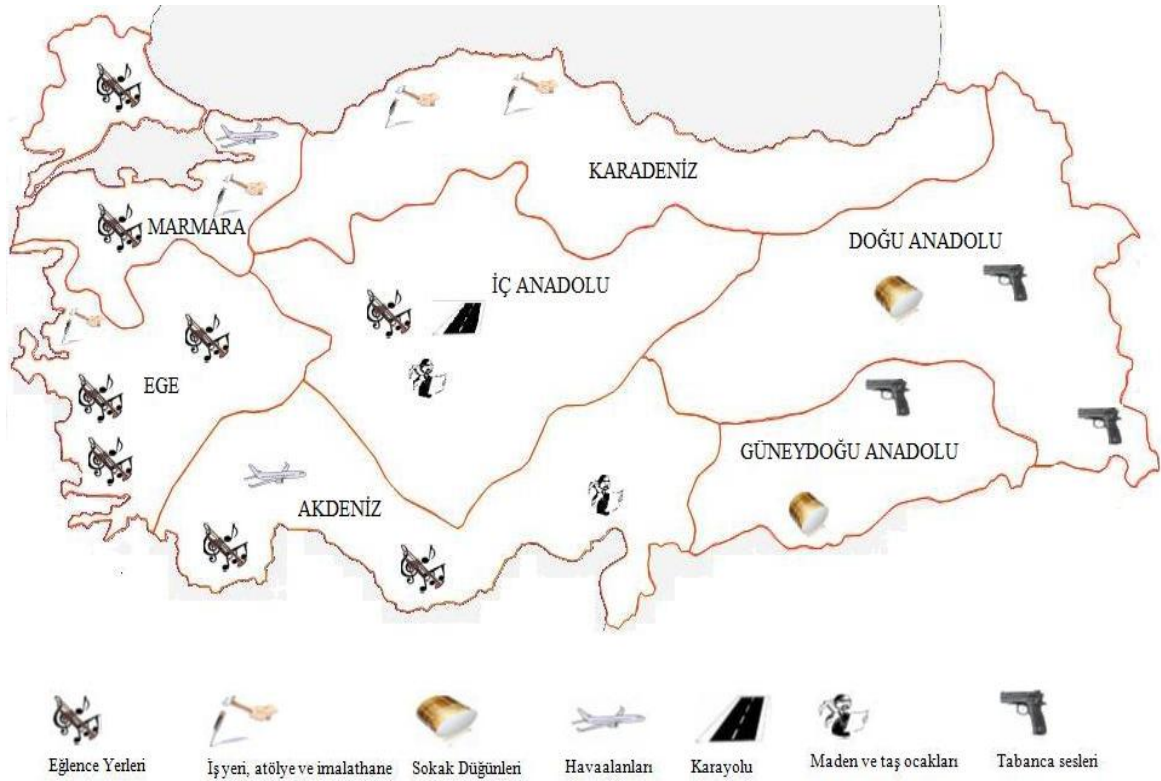 KARADENİZ
MARMARA
DOĞU ANADOLU
İÇ ANADOLU
EGE
GÜNEYDOĞU ANADOLU
AKDENİZ
Eğlence Yerleri
İş yeri, atölye ve imalathane
Sokak Düğünleri
Havaalanları
Karayolu
Maden ve taş ocakları
Tabanca sesleri